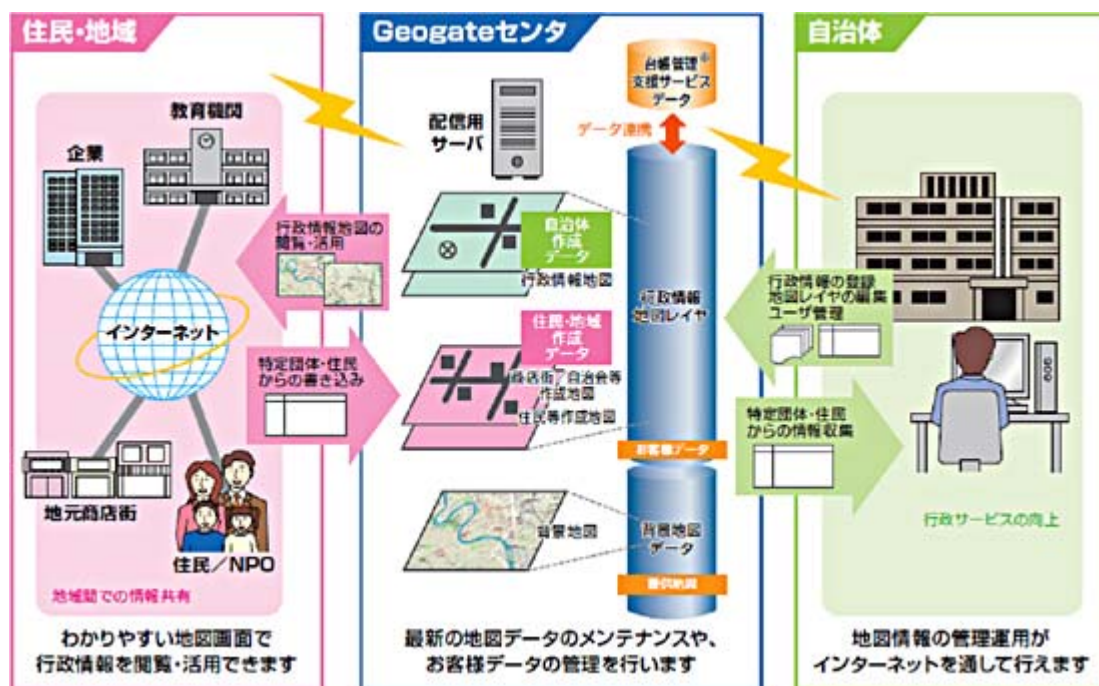 住民・地域
教育機関
企業
行政情報地図の
閲覧・活用
インターネット
特定団体・住民
からの書き込み
地元商店街
住民／NPO
地域間での情報共有
わかりやすい地図画面で
行政情報を閲覧・活用できます
Geogateセンタ
台帳管理※
支援サービス
データ
データ連携
配信用
サーバ
自治体
作成
データ
行政情報地図
行政情報
地図レイヤ
住民・地域
作成
データ
商店街／自治会等
作成地図
住民等作成地図
お客様データ
背景地図
背景地図
データ
最新の地図データのメンテナンスや、
お客様データの管理を行います
自治体
行政情報の登録
地図レイヤの編集
ユーザ管理
特定団体・住民
からの情報収集
行政サービスの向上
地図情報の管理運用が
インターネットを通して行えます